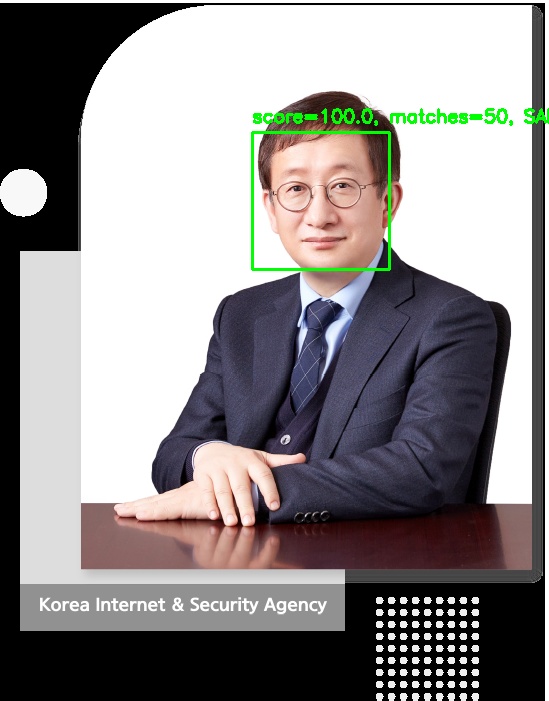 score=100.0, matches=50, SA
Korea Internet & Security Agency